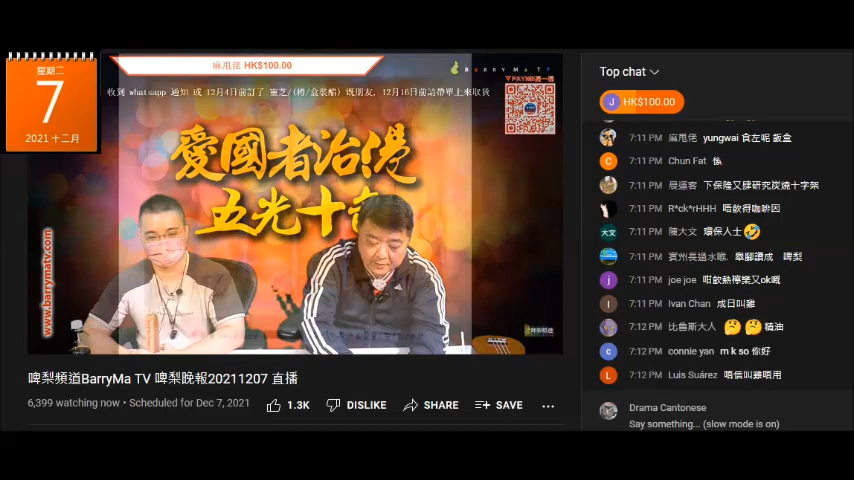 星期二
7
2021 十二月
麻甩佬 HK$100.00
BARRYMA TV
收到 whatsapp 通知 或 12月4日前訂了 靈芝/(樽/盒裝醋) 既朋友, 12月16日前請帶單上來取貨
愛國者治
五光十
www.barrymatv.com
啤梨頻道BarryMa TV 啤梨晚報20211207 直播
6,399 watching now • Scheduled for Dec 7, 2021
1.3K
DISLIKE
SHARE
SAVE
Top chat
J HK$100.00
7:11 PM 麻甩佬 yungwai 食左呢 飯盒
C 7:11 PM Chun Fat 係
7:11 PM 是運客 下保隆又肆研究炭燒十字架
7:11 PM R*ck*rHHH 唔飲得咖啡因
大文 7:11 PM 陳大文 環保人士🤣
7:11 PM 賓州長過水喉. 舉腳讚成 啤梨
j 7:11 PM joe joe 咁飲熱檸樂又ok嘅
I 7:11 PM Ivan Chan 成日叫雞
7:12 PM 比魯斯大人 🤔 🤔 精油
c 7:12 PM connie yan m k so 你好
L 7:12 PM Luis Suárez 唔信叫雞唔用
Drama Cantonese
Say something... (slow mode is on)